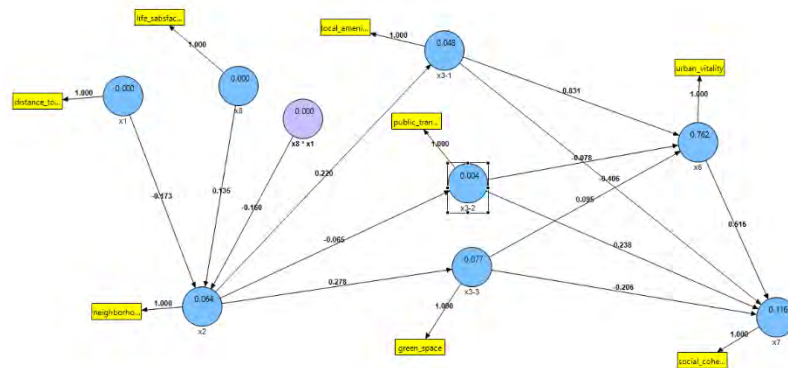 life_satisfac...
local_ameni...
1.000
1.000
0.048
urban_vitality
0.000
0.000
x3-1
x8
1.000
distance_to...
1.000
0.000
x1
public_tran...
0.831
x8 * x1
1.000
0.762
x6
0.004
-0.078
x3-2
-0.173
0.135
-0.160
0.220
-0.406
0.095
-0.065
0.238
0.616
0.077
x3-3
0.278
-0.206
neighborho...
1.000
0.064
x2
1.000
green_space
0.116
x7
1.000
social_cohe...